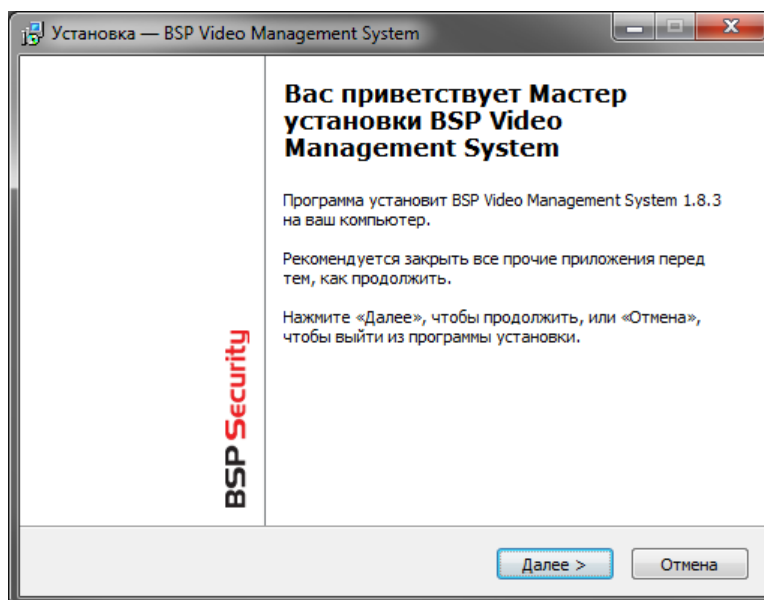 Установка — BSP Video Management System
Вас приветствует Мастер
установки BSP Video
Management System
Программа установит BSP Video Management System 1.8.3
на ваш компьютер.
Рекомендуется закрыть все прочие приложения перед
тем, как продолжить.
Нажмите «Далее», чтобы продолжить, или «Отмена»,
чтобы выйти из программы установки.
BSP Security
Далее >
Отмена